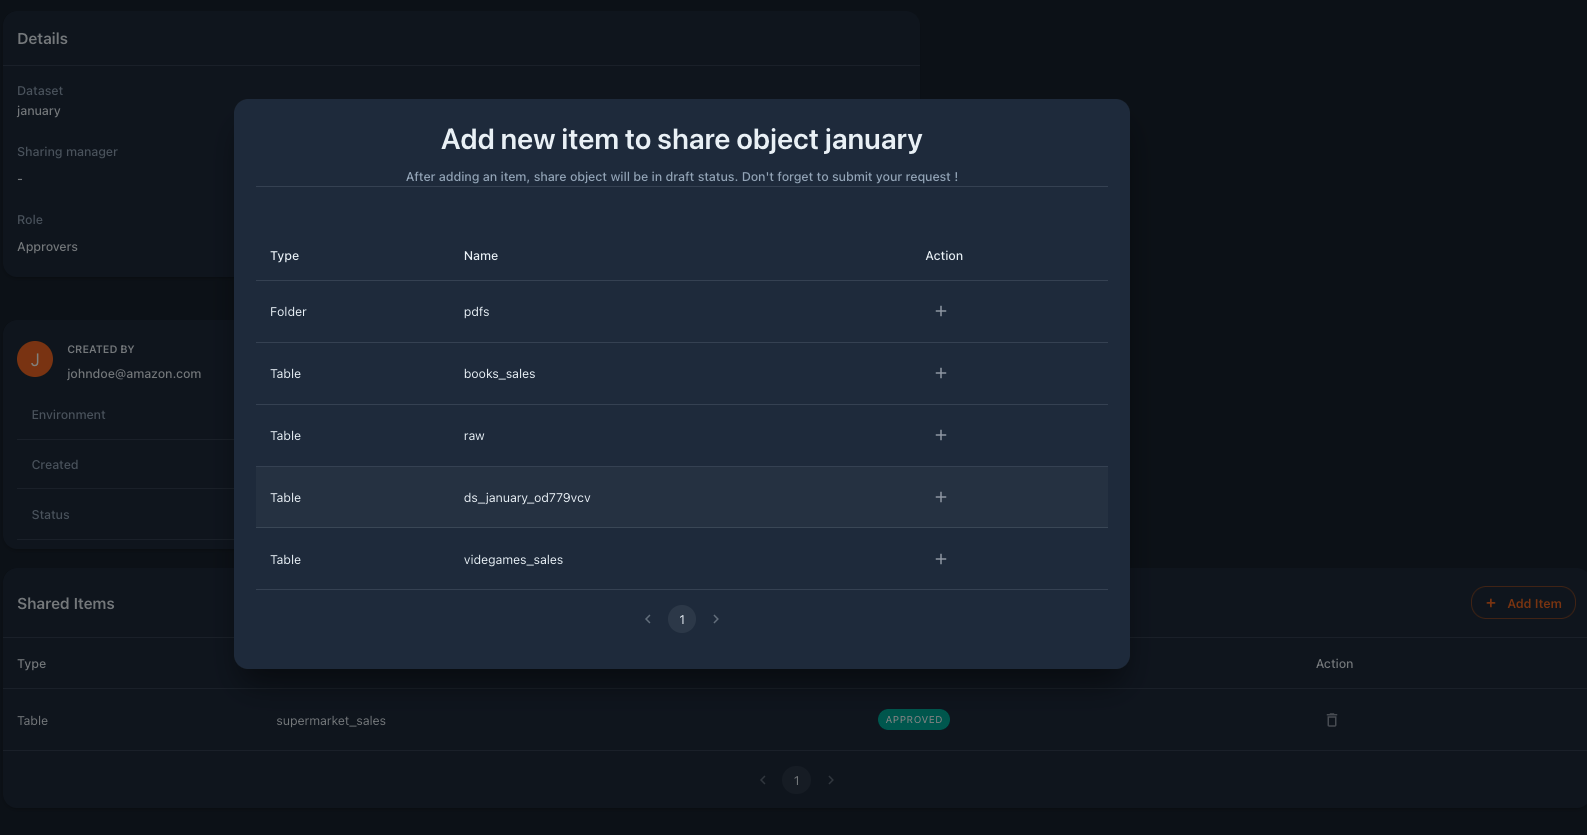 Details
Dataset
january
Sharing manager
-
Role
Approvers
J
CREATED BY
johndoe@amazon.com
Environment
Created
Status
Add new item to share object january
After adding an item, share object will be in draft status. Don't forget to submit your request !
Type Name Action
Folder pdfs +
Table books_sales +
Table raw +
Table ds_january_od779vcv +
Table videgames_sales +
< 1 >
Shared Items + Add Item
Type Action
Table supermarket_sales APPROVED
< 1 >